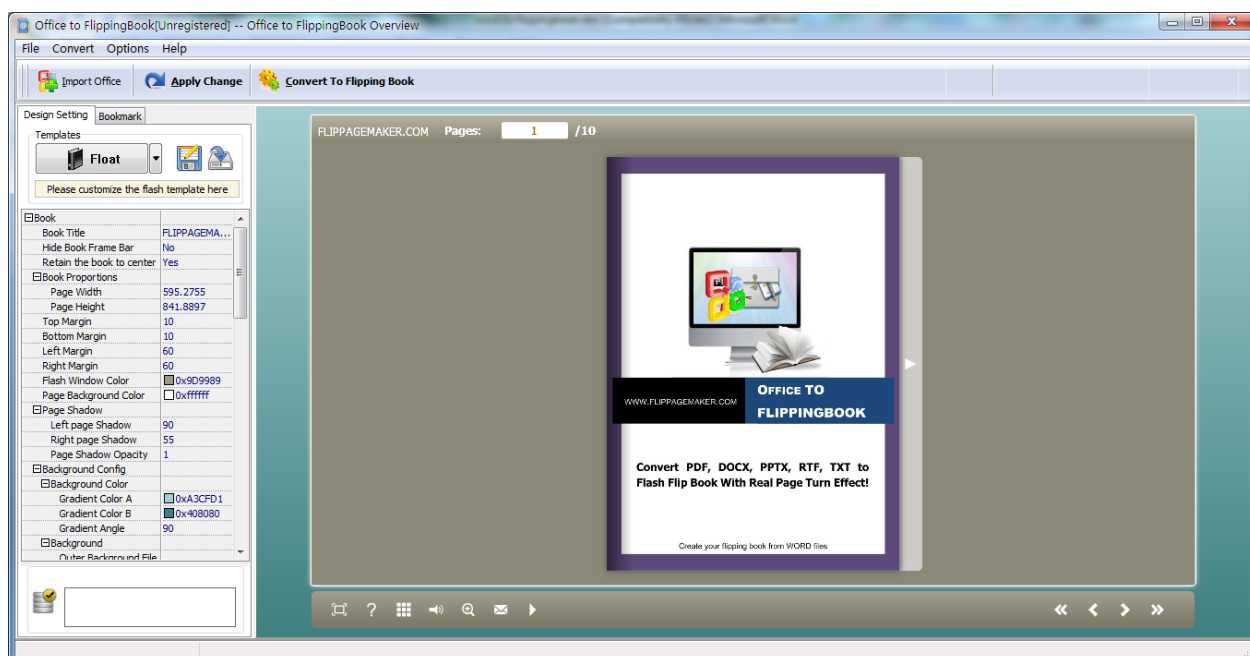 Office to FlippingBook[Unregistered] -- Office to FlippingBook Overview
File Convert Options Help
Import Office Apply Change Convert To Flipping Book
Design Setting Bookmark
Templates
Float
Please customize the flash template here
Book
Book Title FLIPPAGEMA...
Hide Book Frame Bar No
Retain the book to center Yes
Book Proportions
Page Width 595.2755
Page Height 841.8897
Top Margin 10
Bottom Margin 10
Left Margin 60
Right Margin 60
Flash Window Color 0x9D9989
Page Background Color 0xffffff
Page Shadow
Left page Shadow 90
Right page Shadow 55
Page Shadow Opacity 1
Background Config
Background Color
Gradient Color A 0xA3CFD1
Gradient Color B 0x408080
Gradient Angle 90
Background
Outer Background File
FLIPPAGEMAKER.COM Pages: 1 /10
WWW.FLIPPAGEMAKER.COM
OFFICE TO
FLIPPINGBOOK
Convert PDF, DOCX, PPTX, RTF, TXT to
Flash Flip Book With Real Page Turn Effect!
Create your flipping book from WORD files